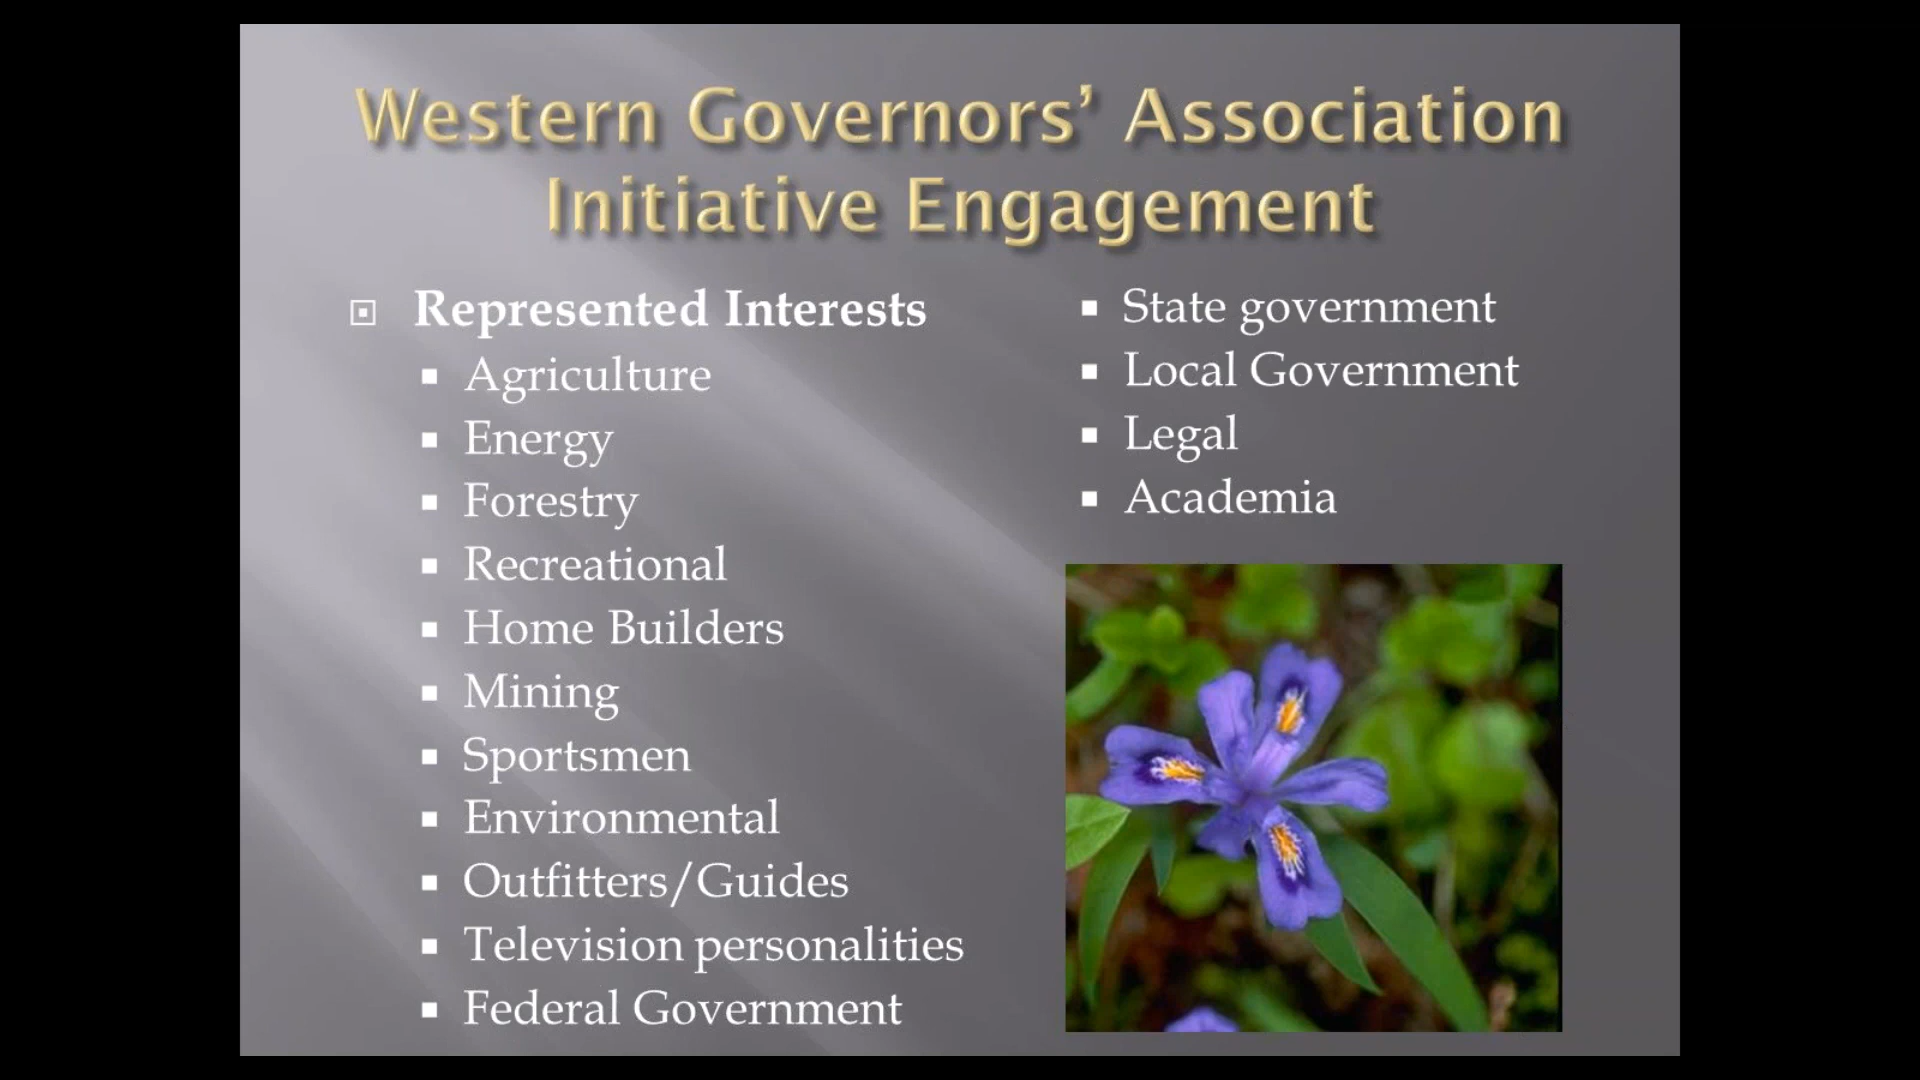 Western Governors’ Association
Initiative Engagement
Represented Interests
Agriculture
Energy
Forestry
Recreational
Home Builders
Mining
Sportsmen
Environmental
Outfitters/Guides
Television personalities
Federal Government
State government
Local Government
Legal
Academia